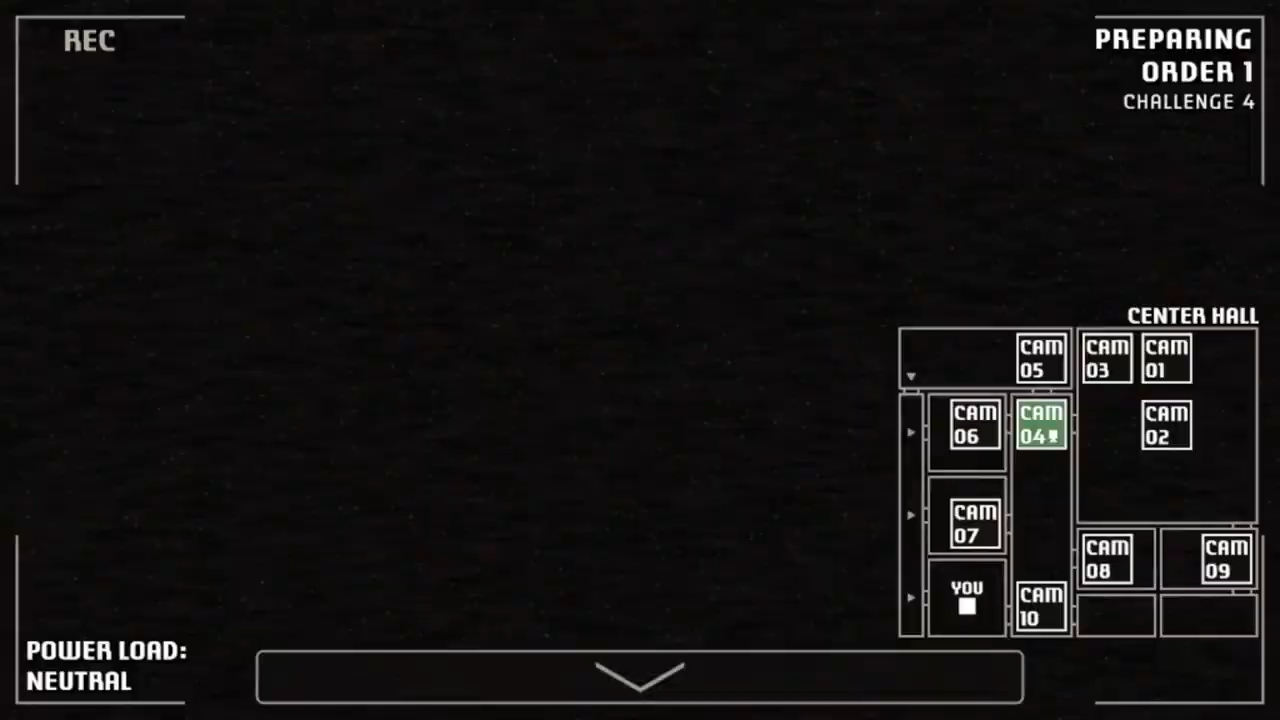 REC
PREPARING
ORDER 1
CHALLENGE 4
CENTER HALL
CAM
05
CAM
03
CAM
01
CAM
06
CAM
04
CAM
02
CAM
07
CAM
08
CAM
09
YOU
CAM
10
POWER LOAD:
NEUTRAL